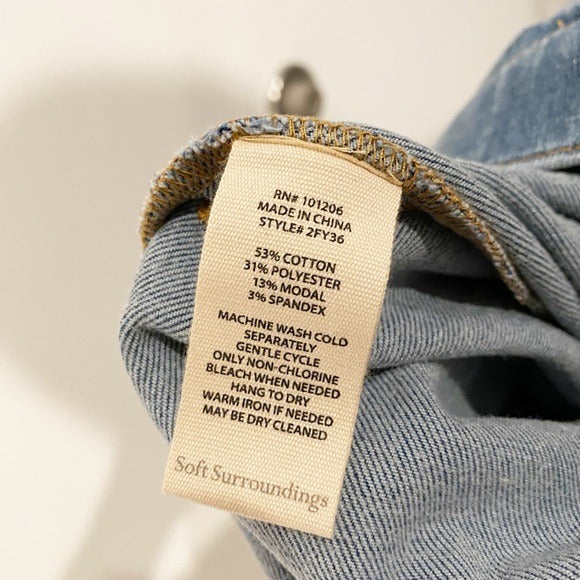 RN# 101206
MADE IN CHINA
STYLE# 2FY36
53% COTTON
31% POLYESTER
13% MODAL
3% SPANDEX
MACHINE WASH COLD
SEPARATELY
GENTLE CYCLE
ONLY NON-CHLORINE
BLEACH WHEN NEEDED
HANG TO DRY
WARM IRON IF NEEDED
MAY BE DRY CLEANED
Soft Surroundings